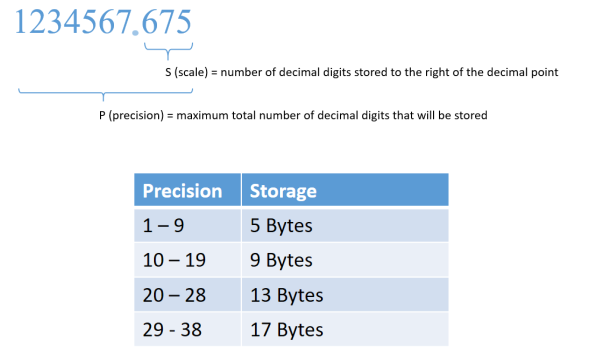 1234567.675
S (scale) = number of decimal digits stored to the right of the decimal point
P (precision) = maximum total number of decimal digits that will be stored
Precision Storage
1 – 9 5 Bytes
10 – 19 9 Bytes
20 – 28 13 Bytes
29 - 38 17 Bytes